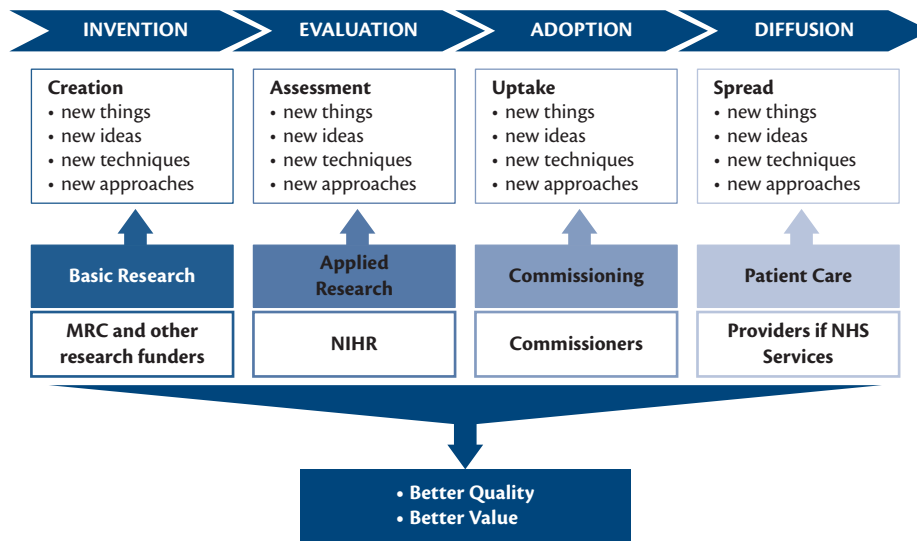 INVENTION
EVALUATION
ADOPTION
DIFFUSION
Creation
• new things
• new ideas
• new techniques
• new approaches
Assessment
• new things
• new ideas
• new techniques
• new approaches
Uptake
• new things
• new ideas
• new techniques
• new approaches
Spread
• new things
• new ideas
• new techniques
• new approaches
Basic Research
Applied
Research
Commissioning
Patient Care
MRC and other
research funders
NIHR
Commissioners
Providers if NHS
Services
• Better Quality
• Better Value